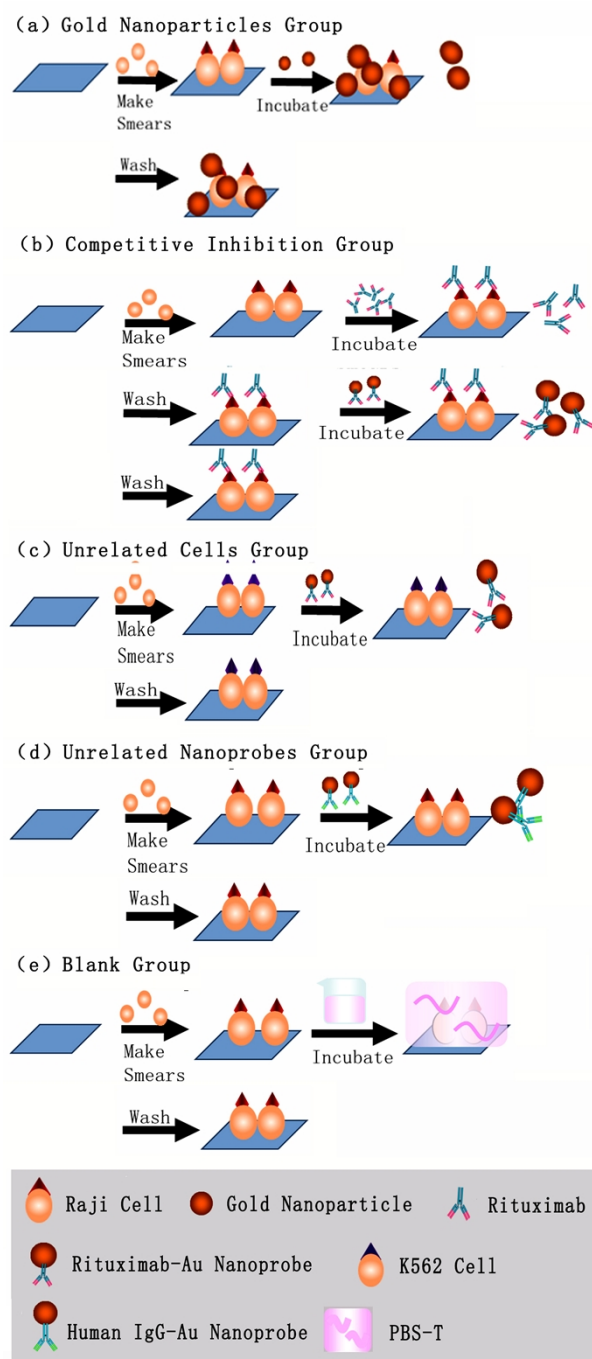 (a) Gold Nanoparticles Group
Make
Smears
Incubate
Wash
(b) Competitive Inhibition Group
Make
Smears
Incubate
Wash
Incubate
Wash
(c) Unrelated Cells Group
Make
Smears
Incubate
Wash
(d) Unrelated Nanoprobes Group
Make
Smears
Incubate
Wash
(e) Blank Group
Make
Smears
Incubate
Wash
Raji Cell
Gold Nanoparticle
Rituximab
Rituximab-Au Nanoprobe
K562 Cell
Human IgG-Au Nanoprobe
PBS-T